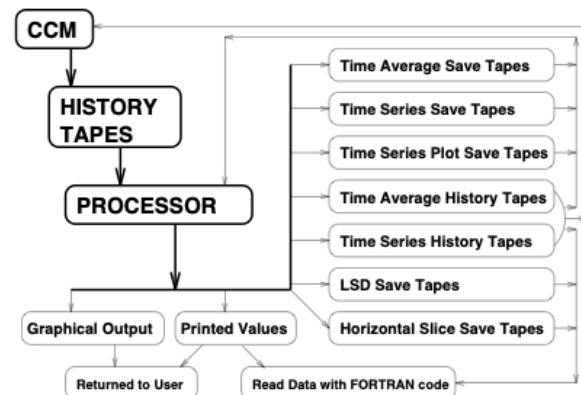 CCM
HISTORY
TAPES
PROCESSOR
Time Average Save Tapes
Time Series Save Tapes
Time Series Plot Save Tapes
Time Average History Tapes
Time Series History Tapes
LSD Save Tapes
Horizontal Slice Save Tapes
Graphical Output
Printed Values
Returned to User
Read Data with FORTRAN code